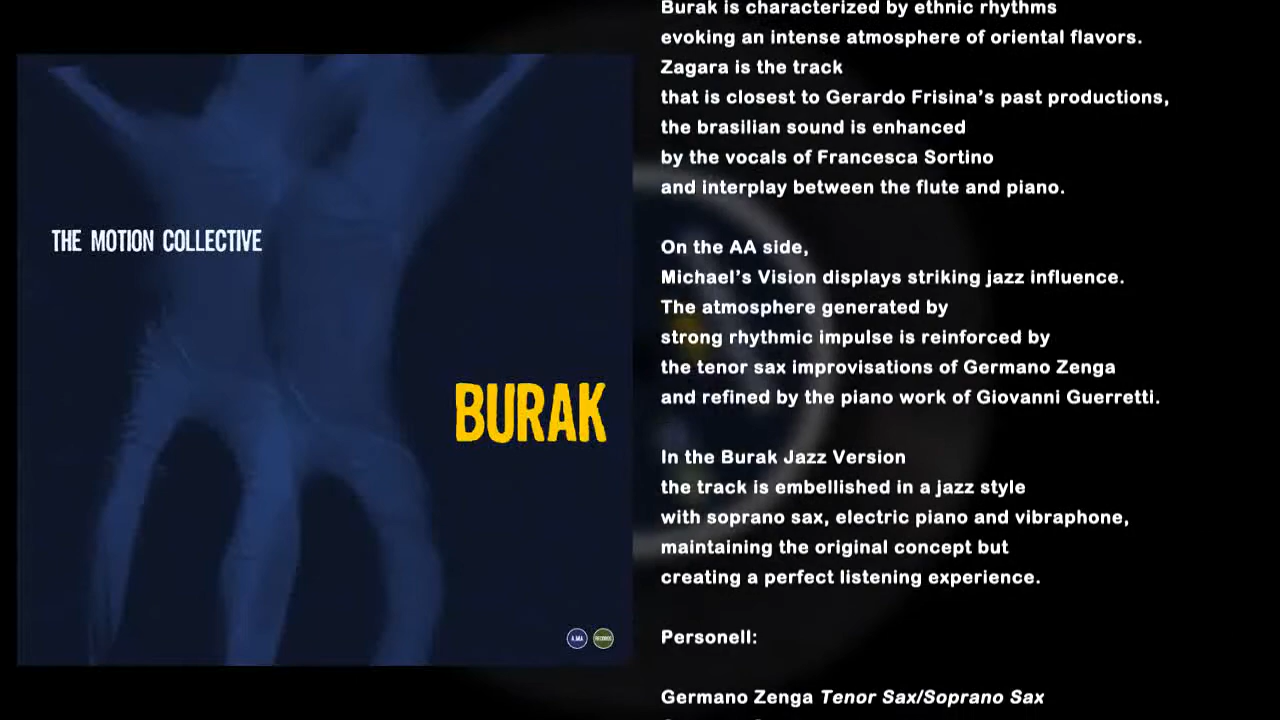 THE MOTION COLLECTIVE
BURAK
A.MA
RECORDS
Burak is characterized by ethnic rhythms
evoking an intense atmosphere of oriental flavors.
Zagara is the track
that is closest to Gerardo Frisina's past productions,
the brasilian sound is enhanced
by the vocals of Francesca Sortino
and interplay between the flute and piano.
On the AA side,
Michael's Vision displays striking jazz influence.
The atmosphere generated by
strong rhythmic impulse is reinforced by
the tenor sax improvisations of Germano Zenga
and refined by the piano work of Giovanni Guerretti.
In the Burak Jazz Version
the track is embellished in a jazz style
with soprano sax, electric piano and vibraphone,
maintaining the original concept but
creating a perfect listening experience.
Personell:
Germano Zenga Tenor Sax/Soprano Sax